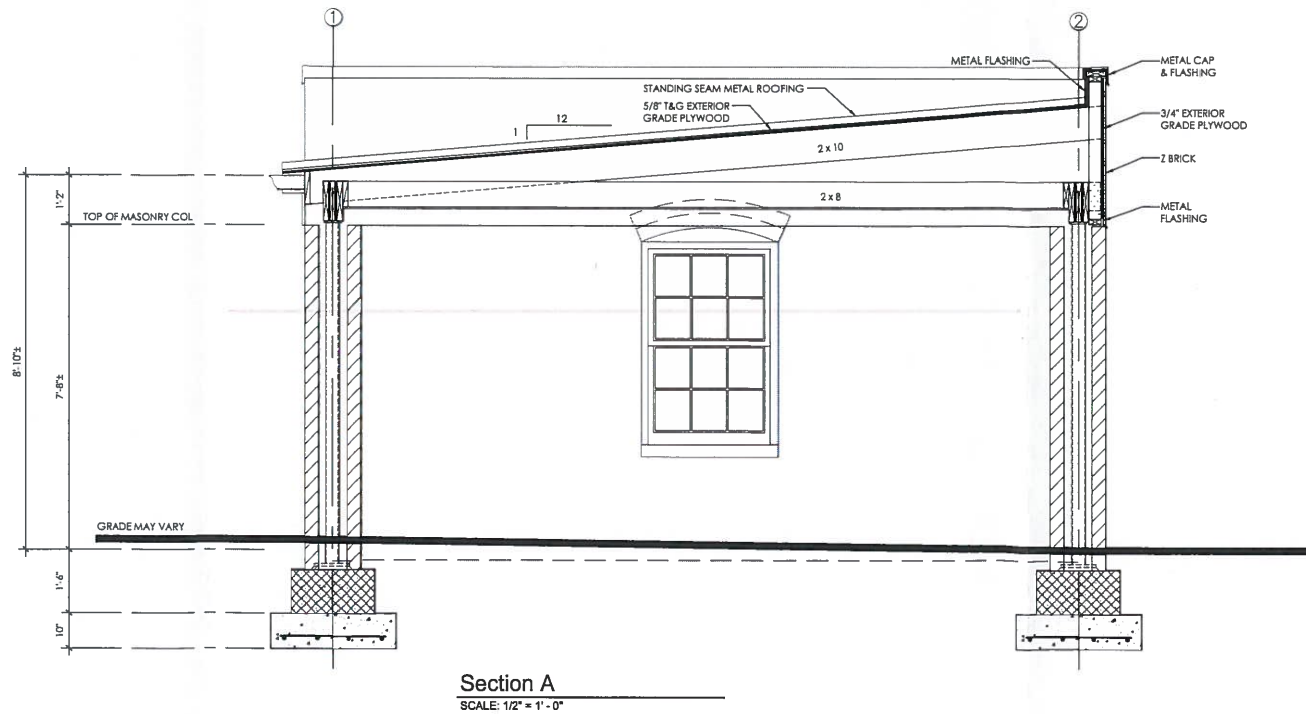 1
2
METAL FLASHING
METAL CAP
& FLASHING
STANDING SEAM METAL ROOFING
5/8" T&G EXTERIOR
GRADE PLYWOOD
12
1
3/4" EXTERIOR
GRADE PLYWOOD
2 x 10
Z BRICK
2 x 8
METAL
FLASHING
1'-2"
TOP OF MASONRY COL
8'-10"±
7'-8"±
GRADE MAY VARY
1'-6"
10"
Section A
SCALE: 1/2" = 1' - 0"